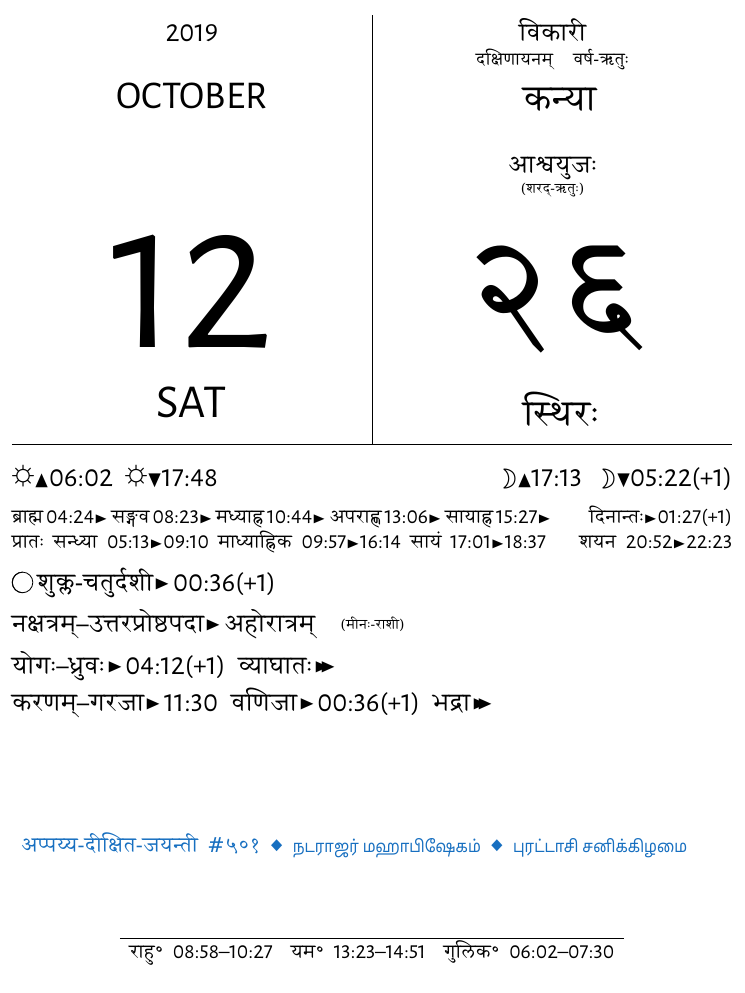 2019
OCTOBER
12
SAT
विकारी
दक्षिणायनम् वर्ष-ऋतुः
कन्या
आश्वयुजः
(शरद्-ऋतुः)
२६
स्थिरः
☼▲06:02 ☼▼17:48 ☽▲17:13 ☽▼05:22(+1)
ब्राह्म 04:24► सङ्गव 08:23► मध्याह्न 10:44► अपराह्ण 13:06► सायाह्न 15:27► दिनान्तः►01:27(+1)
प्रातः सन्ध्या 05:13►09:10 माध्याह्निक 09:57►16:14 सायं 17:01►18:37 शयन 20:52►22:23
○शुक्ल-चतुर्दशी► 00:36(+1)
नक्षत्रम्–उत्तरप्रोष्ठपदा► अहोरात्रम् (मीनः-राशी)
योगः–ध्रुवः► 04:12(+1) व्याघातः►►
करणम्–गरजा►11:30 वणिजा►00:36(+1) भद्रा►►
अप्पय्य-दीक्षित-जयन्ती #५०१ ◆ நடராஜர் மஹாபிஷேகம் ◆ புரட்டாசி சனிக்கிழமை
राहु° 08:58–10:27 यम° 13:23–14:51 गुलिक° 06:02–07:30